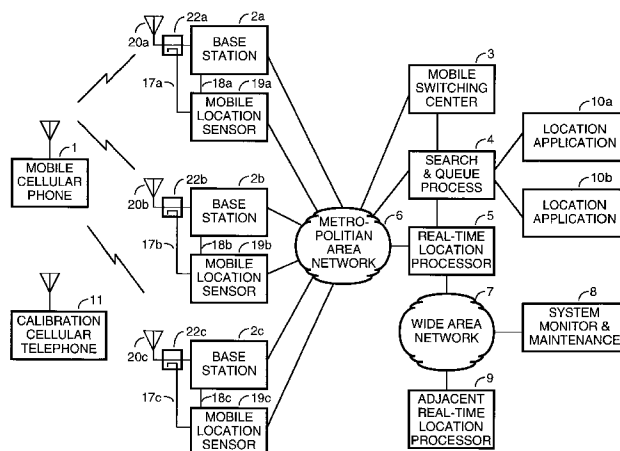 20a
22a
2a
BASE
STATION
17a
18a
19a
MOBILE
LOCATION
SENSOR
3
MOBILE
SWITCHING
CENTER
10a
LOCATION
APPLICATION
1
MOBILE
CELLULAR
PHONE
4
SEARCH
& QUEUE
PROCESS
10b
LOCATION
APPLICATION
20b
22b
2b
BASE
STATION
17b
18b
19b
MOBILE
LOCATION
SENSOR
METRO-
POLITIAN
AREA
NETWORK
6
5
REAL-TIME
LOCATION
PROCESSOR
11
CALIBRATION
CELLULAR
TELEPHONE
7
WIDE AREA
NETWORK
8
SYSTEM
MONITOR &
MAINTENANCE
20c
22c
2c
BASE
STATION
17c
18c
19c
MOBILE
LOCATION
SENSOR
9
ADJACENT
REAL-TIME
LOCATION
PROCESSOR